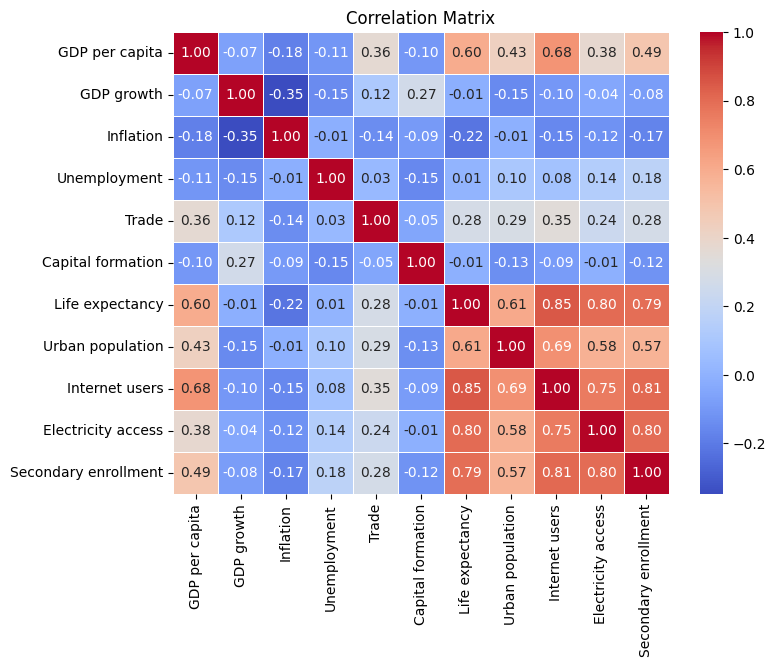 Correlation Matrix
GDP per capita 1.00 -0.07 -0.18 -0.11 0.36 -0.10 0.60 0.43 0.68 0.38 0.49
GDP growth -0.07 1.00 -0.35 -0.15 0.12 0.27 -0.01 -0.15 -0.10 -0.04 -0.08
Inflation -0.18 -0.35 1.00 -0.01 -0.14 -0.09 -0.22 -0.01 -0.15 -0.12 -0.17
Unemployment -0.11 -0.15 -0.01 1.00 0.03 -0.15 0.01 0.10 0.08 0.14 0.18
Trade 0.36 0.12 -0.14 0.03 1.00 -0.05 0.28 0.29 0.35 0.24 0.28
Capital formation -0.10 0.27 -0.09 -0.15 -0.05 1.00 -0.01 -0.13 -0.09 -0.01 -0.12
Life expectancy 0.60 -0.01 -0.22 0.01 0.28 -0.01 1.00 0.61 0.85 0.80 0.79
Urban population 0.43 -0.15 -0.01 0.10 0.29 -0.13 0.61 1.00 0.69 0.58 0.57
Internet users 0.68 -0.10 -0.15 0.08 0.35 -0.09 0.85 0.69 1.00 0.75 0.81
Electricity access 0.38 -0.04 -0.12 0.14 0.24 -0.01 0.80 0.58 0.75 1.00 0.80
Secondary enrollment 0.49 -0.08 -0.17 0.18 0.28 -0.12 0.79 0.57 0.81 0.80 1.00
GDP per capita
GDP growth
Inflation
Unemployment
Trade
Capital formation
Life expectancy
Urban population
Internet users
Electricity access
Secondary enrollment
1.0
0.8
0.6
0.4
0.2
0.0
−0.2